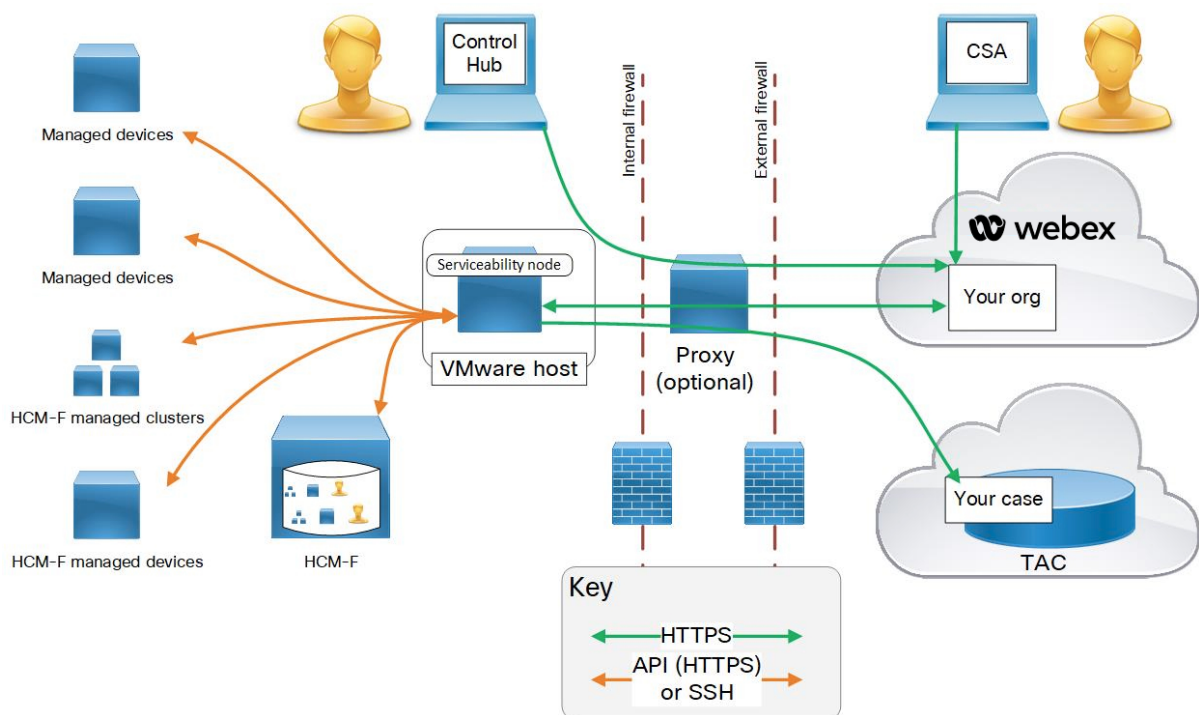 Control
Hub
CSA
Managed devices
Internal firewall
External firewall
webex
Managed devices
Serviceability node
Your org
VMware host
Proxy
(optional)
HCM-F managed clusters
Your case
HCM-F managed devices
HCM-F
TAC
Key
HTTPS
API (HTTPS)
or SSH